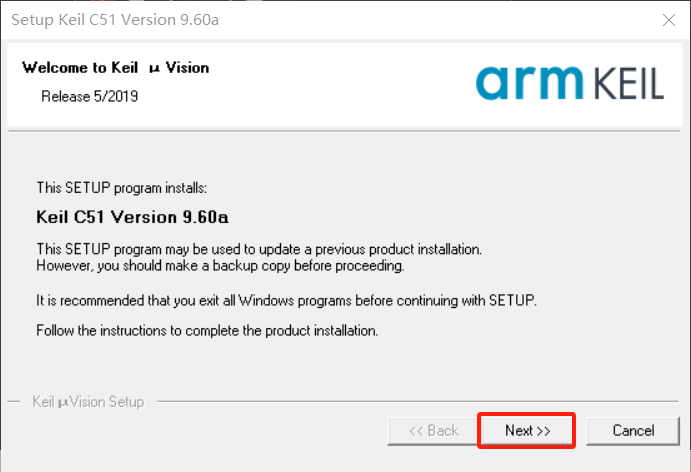 Setup Keil C51 Version 9.60a
Welcome to Keil μ Vision
Release 5/2019
arm KEIL
This SETUP program installs:
Keil C51 Version 9.60a
This SETUP program may be used to update a previous product installation.
However, you should make a backup copy before proceeding.
It is recommended that you exit all Windows programs before continuing with SETUP.
Follow the instructions to complete the product installation.
Keil μVision Setup
<< Back
Next >>
Cancel